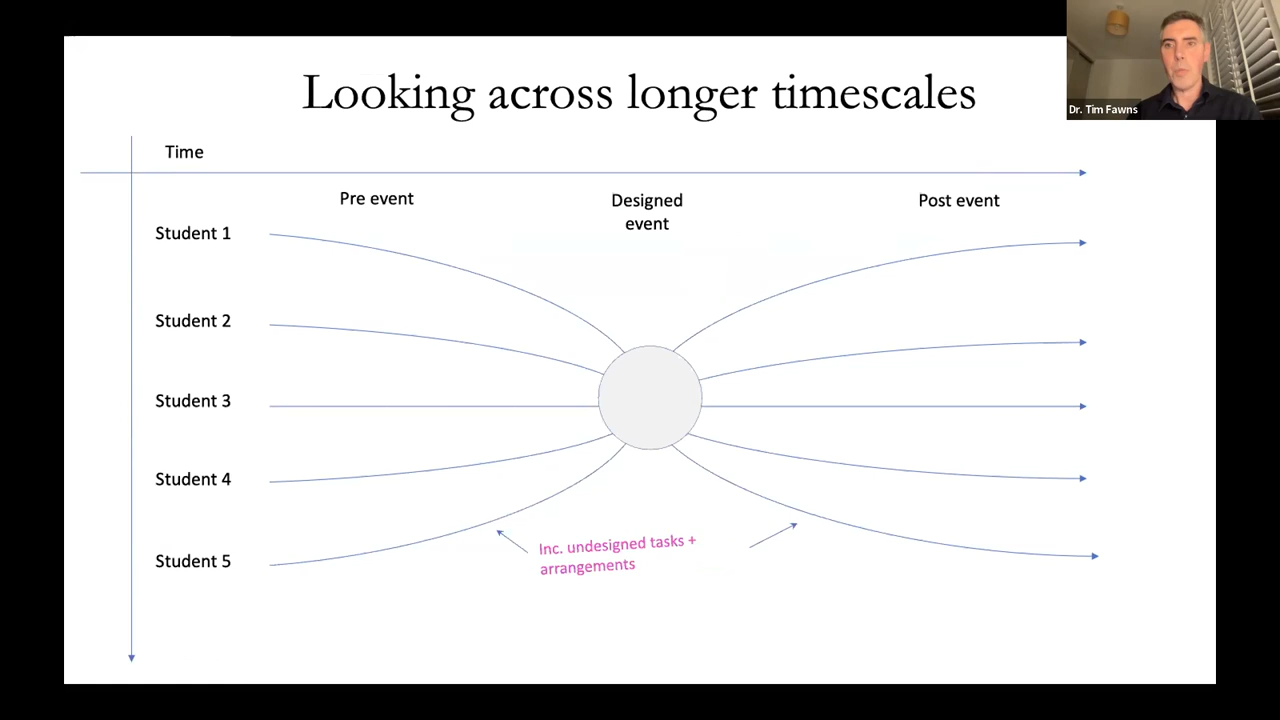 Looking across longer timescales
Dr. Tim Fawns
Time
Pre event
Designed
event
Post event
Student 1
Student 2
Student 3
Student 4
Student 5
Inc. undesigned tasks +
arrangements